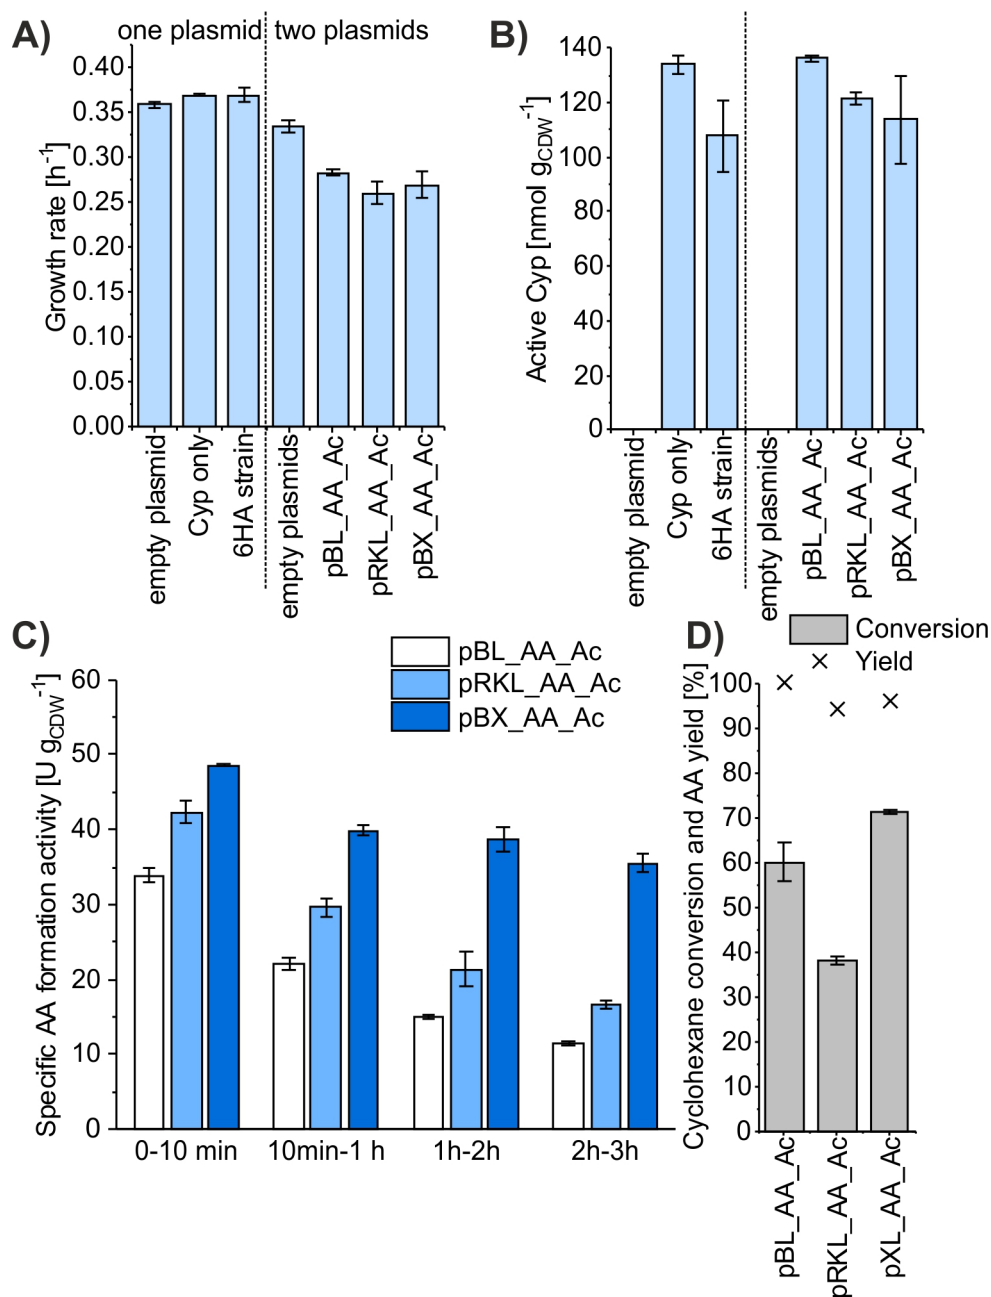 A)
one plasmid
two plasmids
Growth rate [h-1]
0.40
0.35
0.30
0.25
0.20
0.15
0.10
0.05
0.00
empty plasmid
Cyp only
6HA strain
empty plasmids
pBL_AA_Ac
pRKL_AA_Ac
pBX_AA_Ac
B)
Active Cyp [nmol gCDW-1]
140
120
100
80
60
40
20
0
empty plasmid
Cyp only
6HA strain
empty plasmids
pBL_AA_Ac
pRKL_AA_Ac
pBX_AA_Ac
C)
pBL_AA_Ac
pRKL_AA_Ac
pBX_AA_Ac
Specific AA formation activity [U gCDW-1]
60
50
40
30
20
10
0
0-10 min
10min-1 h
1h-2h
2h-3h
D)
Conversion
Yield
Cyclohexane conversion and AA yield [%]
100
90
80
70
60
50
40
30
20
10
0
pBL_AA_Ac
pRKL_AA_Ac
pXL_AA_Ac